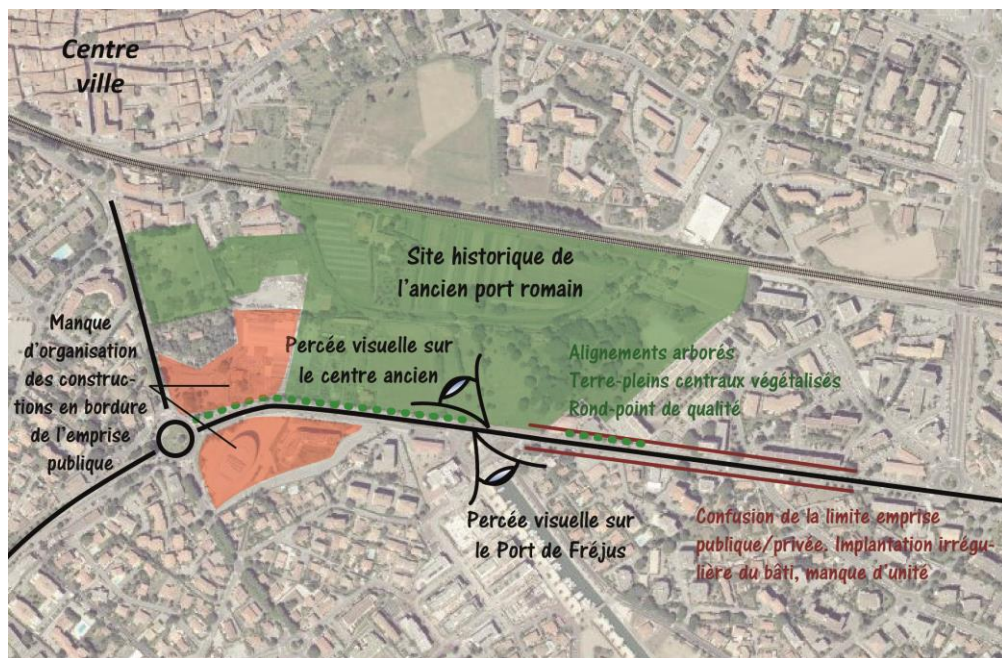 Centre
ville
Site historique de
l'ancien port romain
Manque
d'organisation
des construc-
tions en bordure
de l'emprise
publique
Percée visuelle sur
le centre ancien
Alignements arborés
Terre-pleins centraux végétalisés
Rond-point de qualité
Percée visuelle sur
le Port de Fréjus
Confusion de la limite emprise
publique/privée. Implantation irrégu-
lière du bâti, manque d'unité